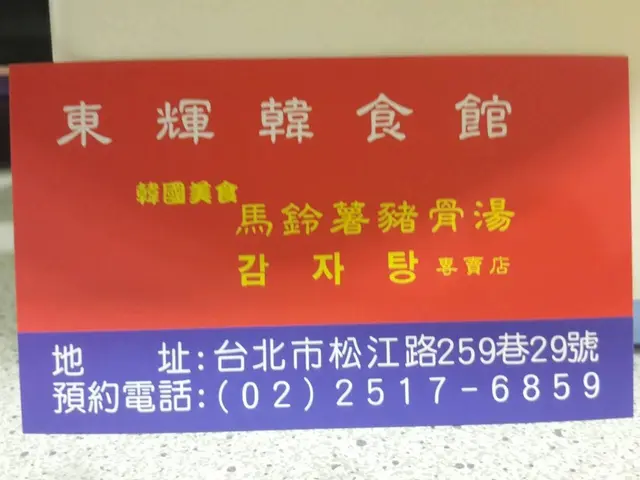 東輝韓食館
韓國美食
馬鈴薯豬骨湯
감자탕 專賣店
地 址:台北市松江路259巷29號
預約電話:(02)2517-6859